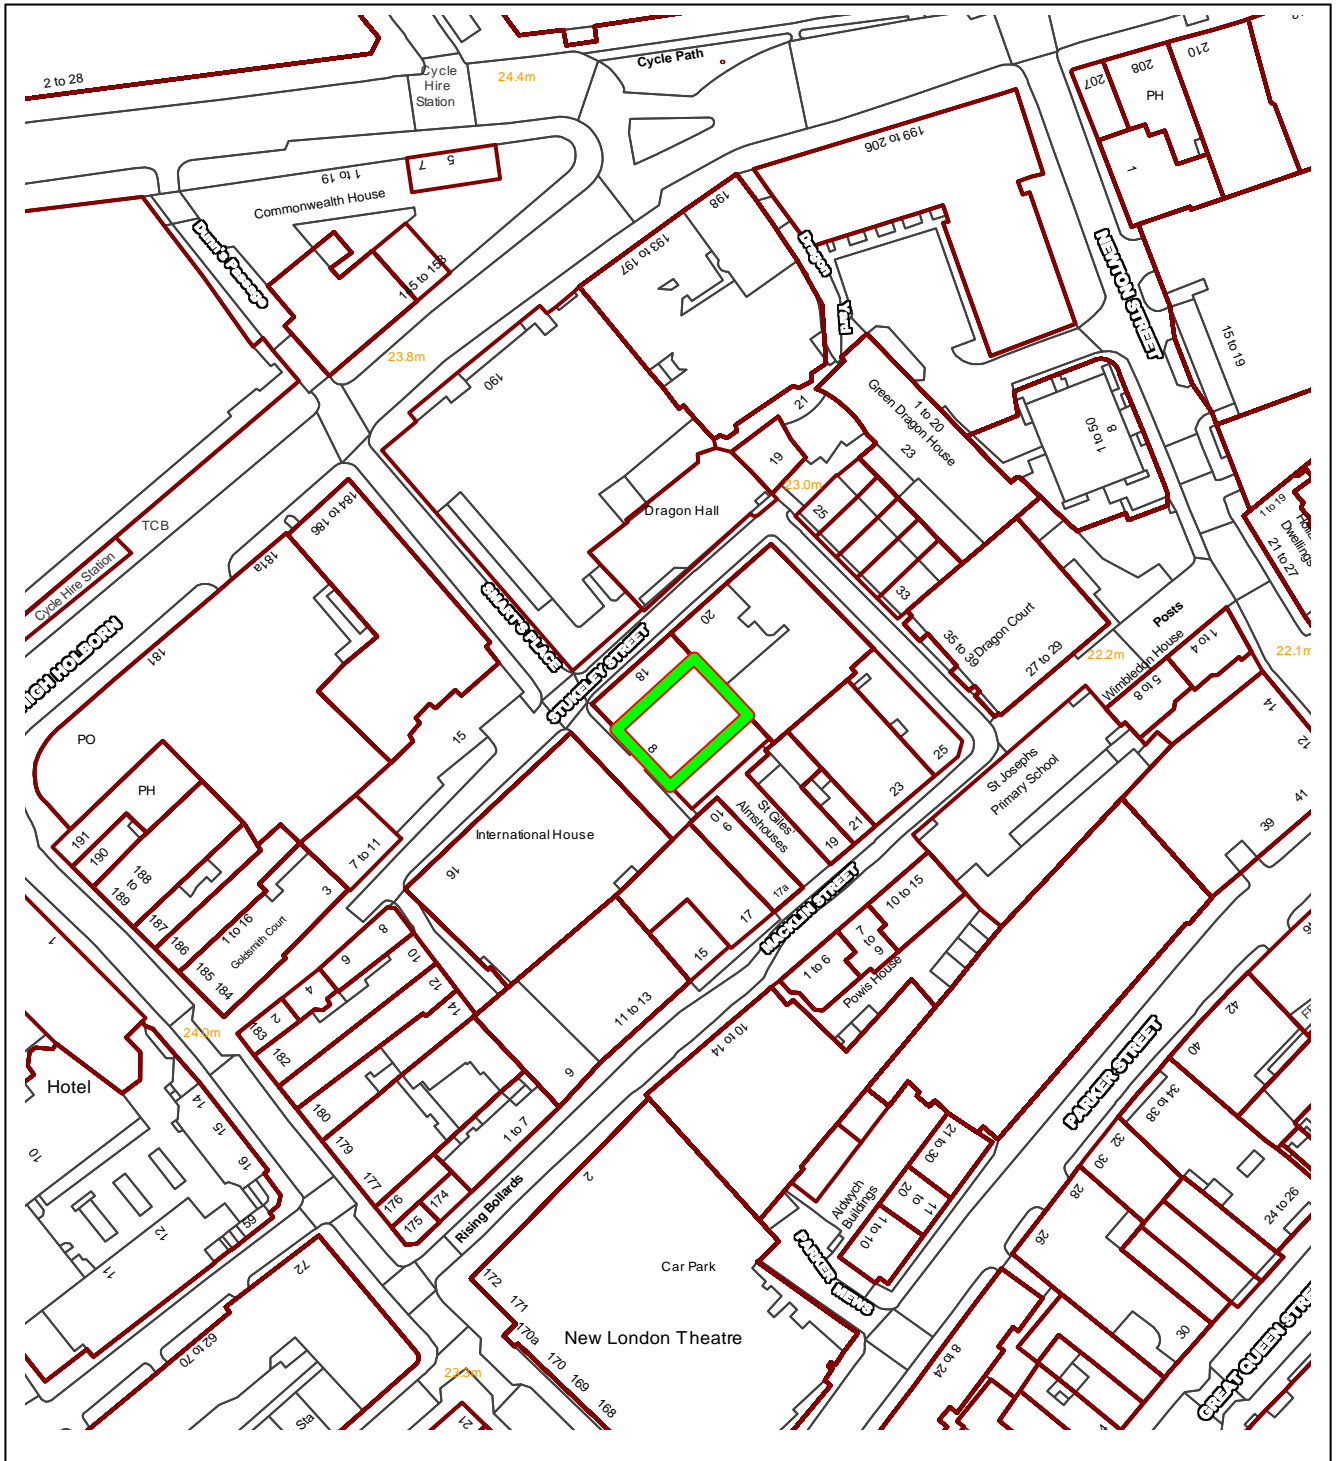 2 to 28
Cycle
Hire
Station
24.4m
Cycle Path
207
208
210
PH
1
199 to 206
5
7
1 to 19
Commonwealth House
Dunn's Passage
145 to 158
198
193 to 197
Dragon
Yard
NEWTON STREET
15 to 19
23.8m
190
21
1 to 20
Green Dragon House
23
8
1 to 50
19
23.0m
25
Dragon Hall
184 to 186
TCB
181a
Cycle Hire Station
1 to 19
Dwellings
21 to 27
SMART'S PLACE
33
HIGH HOLBORN
181
STUKELEY STREET
20
18
35 to 39
Dragon Court
27 to 29
Posts
22.2m
Wimbledon House
1 to 4
5 to 8
22.1m
14
12
PO
15
8
25
23
St Josephs
Primary School
41
39
PH
191
190
188
to
189
187
186
185
184
1 to 16
Goldsmith Court
3
7 to 11
International House
16
10
9
St Giles'
Almshouses
21
19
17a
17
15
MACKLIN STREET
10 to 15
7
to
9
1 to 6
Powis House
1
8
6
4
2
10
12
14
183
182
24.0m
11 to 13
10 to 14
6
42
40
PARKER STREET
34 to 38
32
30
28
26
24 to 26
Hotel
14
15
16
10
12
11
59
180
179
177
176
175
174
1 to 7
Rising Bollards
2
21 to 30
20
to
11
1 to 10
Aldwych
Buildings
PARKER MEWS
Car Park
172
171
170a
170
169
168
New London Theatre
72
62 to 70
23.3m
21
Sta
8 to 24
30
GREAT QUEEN STRE